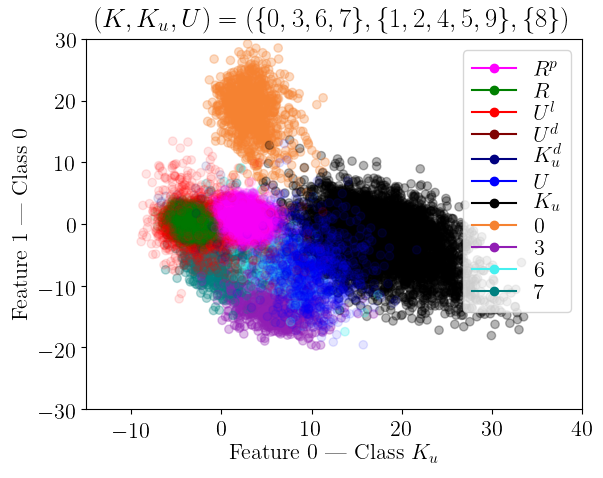 (K, K_u, U) = ({0, 3, 6, 7}, {1, 2, 4, 5, 9}, {8})
30
20
10
0
−10
−20
−30
Feature 1 — Class 0
R^p
R
U^l
U^d
K_u^d
U
K_u
0
3
6
7
−10
0
10
20
30
40
Feature 0 — Class K_u